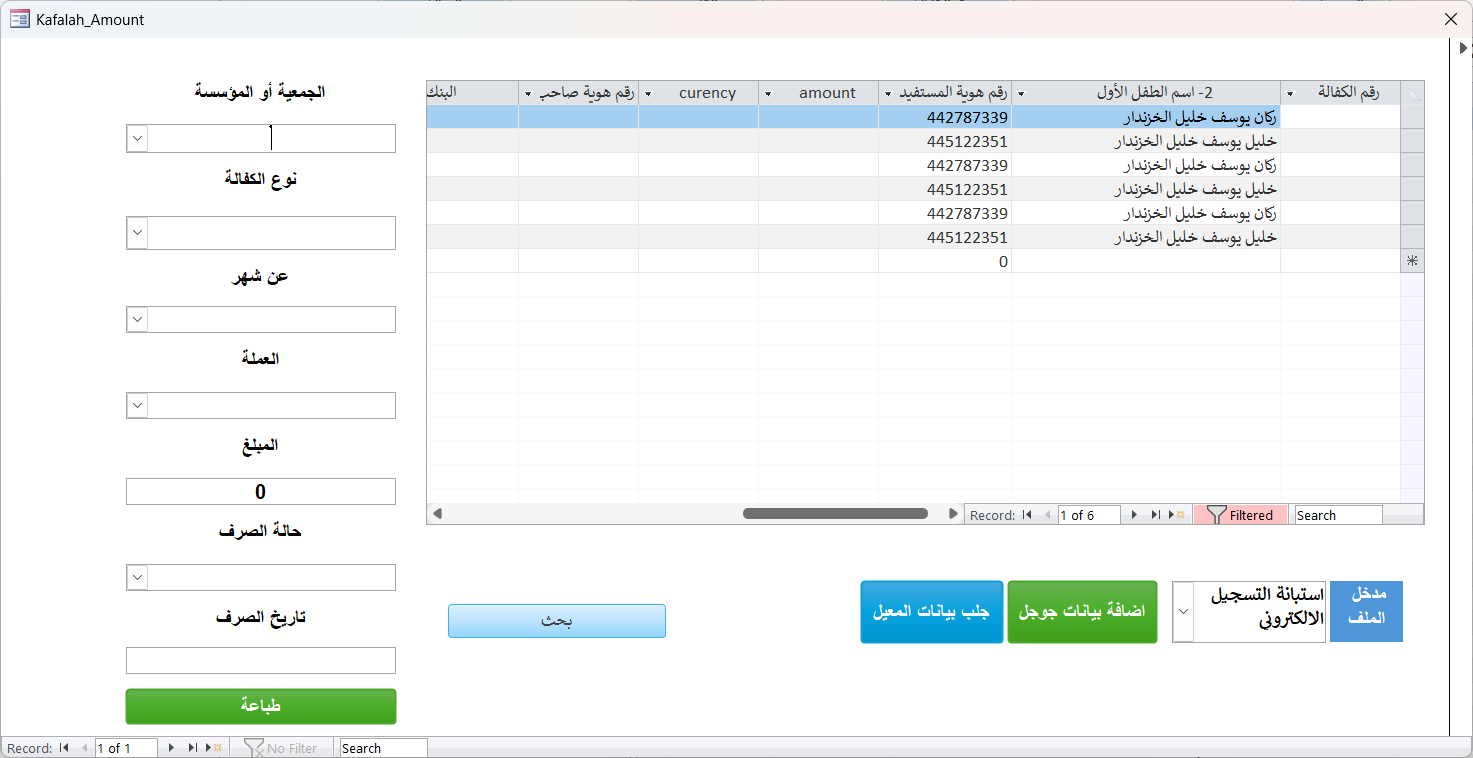 Kafalah_Amount
الجمعية أو المؤسسة
نوع الكفالة
عن شهر
العملة
المبلغ
0
حالة الصرف
تاريخ الصرف
طباعة
رقم الكفالة 2- اسم الطفل الأول رقم هوية المستفيد amount curency رقم هوية صاحب البنك
ركان يوسف خليل الخزندار 442787339
خليل يوسف خليل الخزندار 445122351
ركان يوسف خليل الخزندار 442787339
خليل يوسف خليل الخزندار 445122351
ركان يوسف خليل الخزندار 442787339
خليل يوسف خليل الخزندار 445122351
0
Record: 1 of 6 Filtered Search
مدخل الملف
استبانة التسجيل الالكترونى
اضافة بيانات جوجل
جلب بيانات المعيل
بحث
Record: 1 of 1 No Filter Search